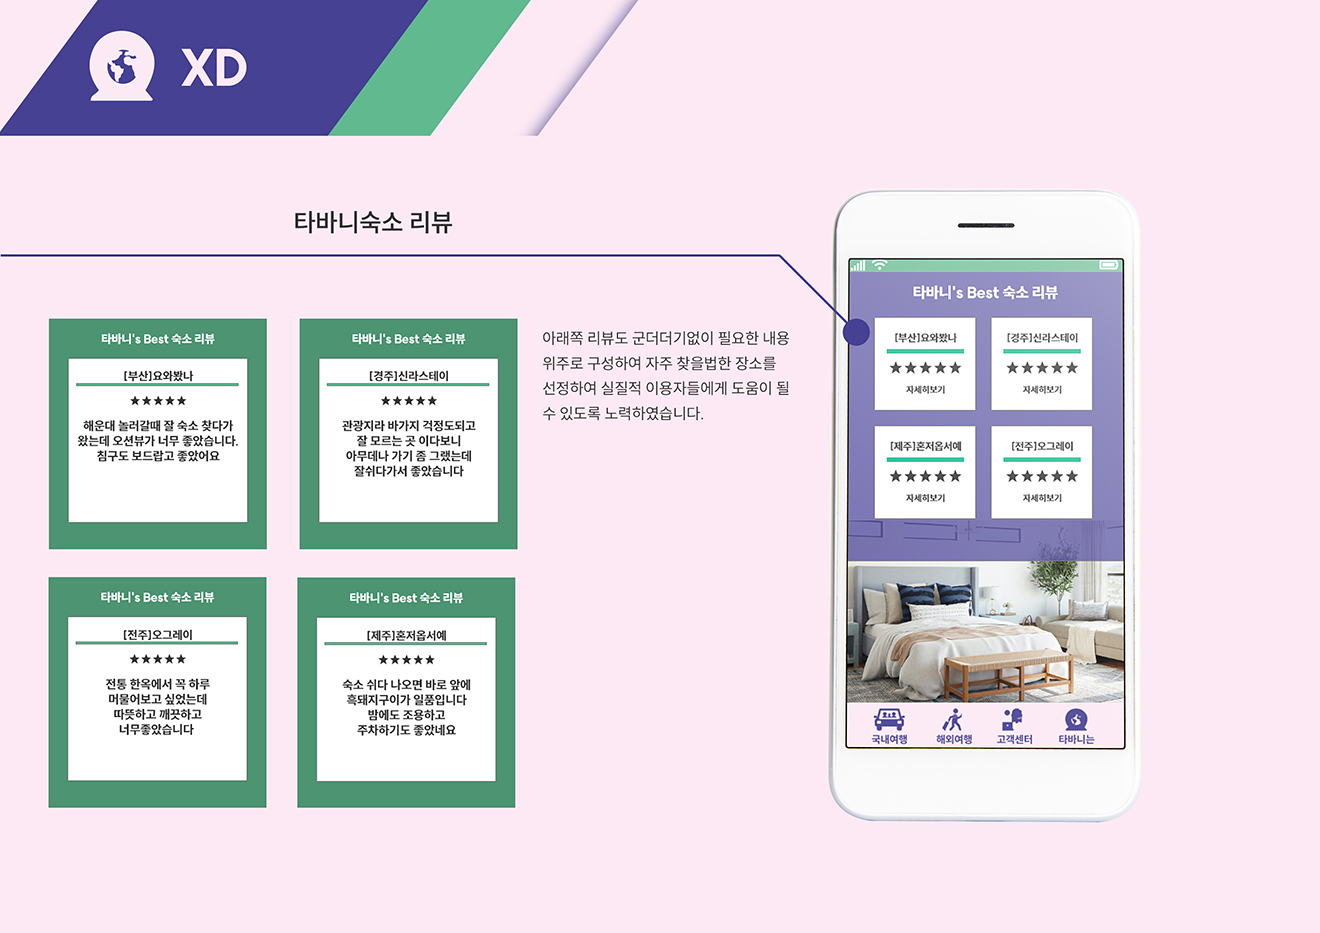 XD
타바니숙소 리뷰
타바니's Best 숙소 리뷰
[부산]요와봤나
★★★★★
해운대 놀러갈때 잘 숙소 찾다가
왔는데 오션뷰가 너무 좋았습니다.
침구도 보드랍고 좋았어요
타바니's Best 숙소 리뷰
[경주]신라스테이
★★★★★
관광지라 바가지 걱정도되고
잘 모르는 곳 이다보니
아무데나 가기 좀 그랬는데
잘쉬다가서 좋았습니다
타바니's Best 숙소 리뷰
[전주]오그레이
★★★★★
전통 한옥에서 꼭 하루
머물어보고 싶었는데
따뜻하고 깨끗하고
너무좋았습니다
타바니's Best 숙소 리뷰
[제주]혼저옵서예
★★★★★
숙소 쉬다 나오면 바로 앞에
흑돼지구이가 일품입니다
밤에도 조용하고
주차하기도 좋았네요
아래쪽 리뷰도 군더더기없이 필요한 내용
위주로 구성하여 자주 찾을법한 장소를
선정하여 실질적 이용자들에게 도움이 될
수 있도록 노력하였습니다.
타바니's Best 숙소 리뷰
[부산]요와봤나
★★★★★
자세히보기
[경주]신라스테이
★★★★★
자세히보기
[제주]혼저옵서예
★★★★★
자세히보기
[전주]오그레이
★★★★★
자세히보기
국내여행
해외여행
고객센터
타바니는